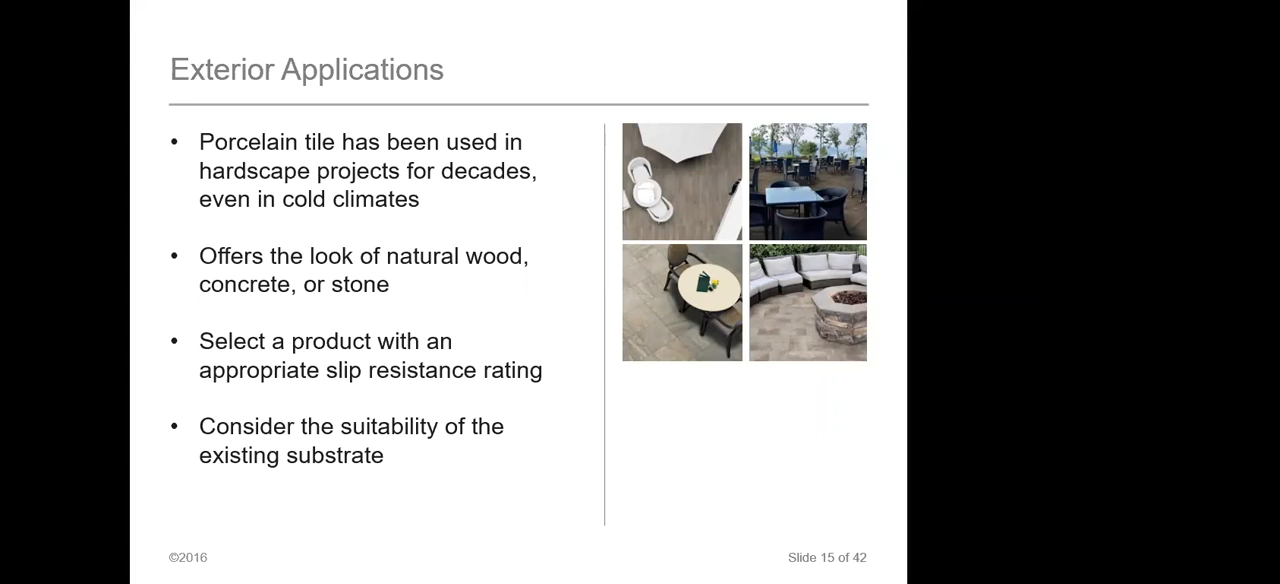 Exterior Applications
• Porcelain tile has been used in
hardscape projects for decades,
even in cold climates
• Offers the look of natural wood,
concrete, or stone
• Select a product with an
appropriate slip resistance rating
• Consider the suitability of the
existing substrate
©2016
Slide 15 of 42